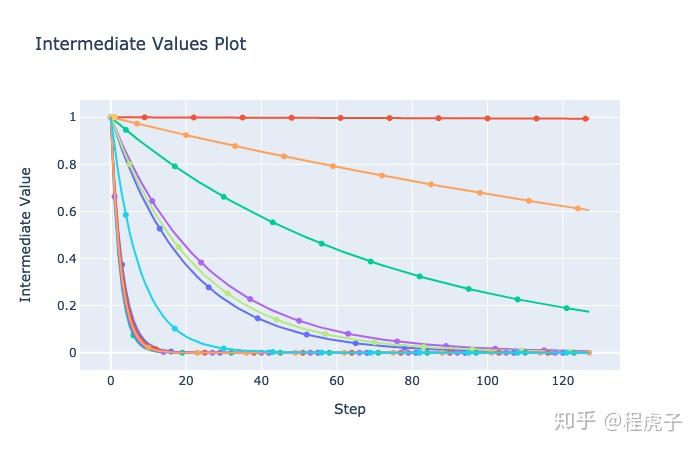 Intermediate Values Plot
1
0.8
0.6
0.4
0.2
0
Intermediate Value
0 20 40 60 80 100 120
Step
知乎 @程虎子